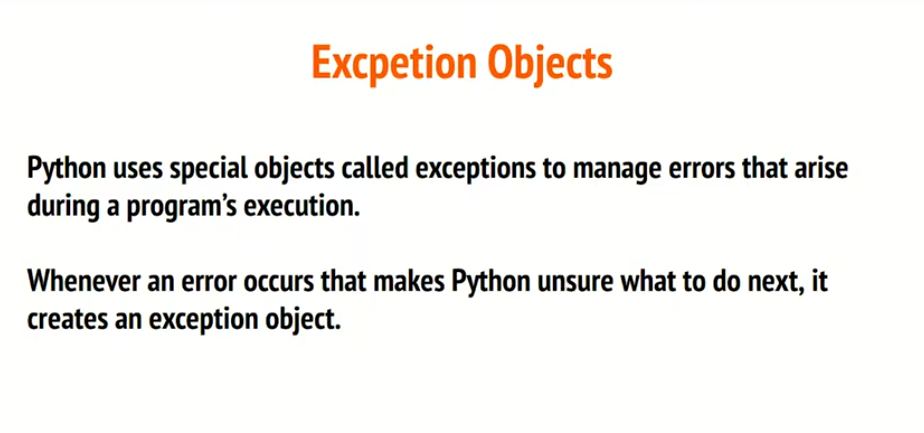 Excpetion Objects
Python uses special objects called exceptions to manage errors that arise
during a program’s execution.
Whenever an error occurs that makes Python unsure what to do next, it
creates an exception object.